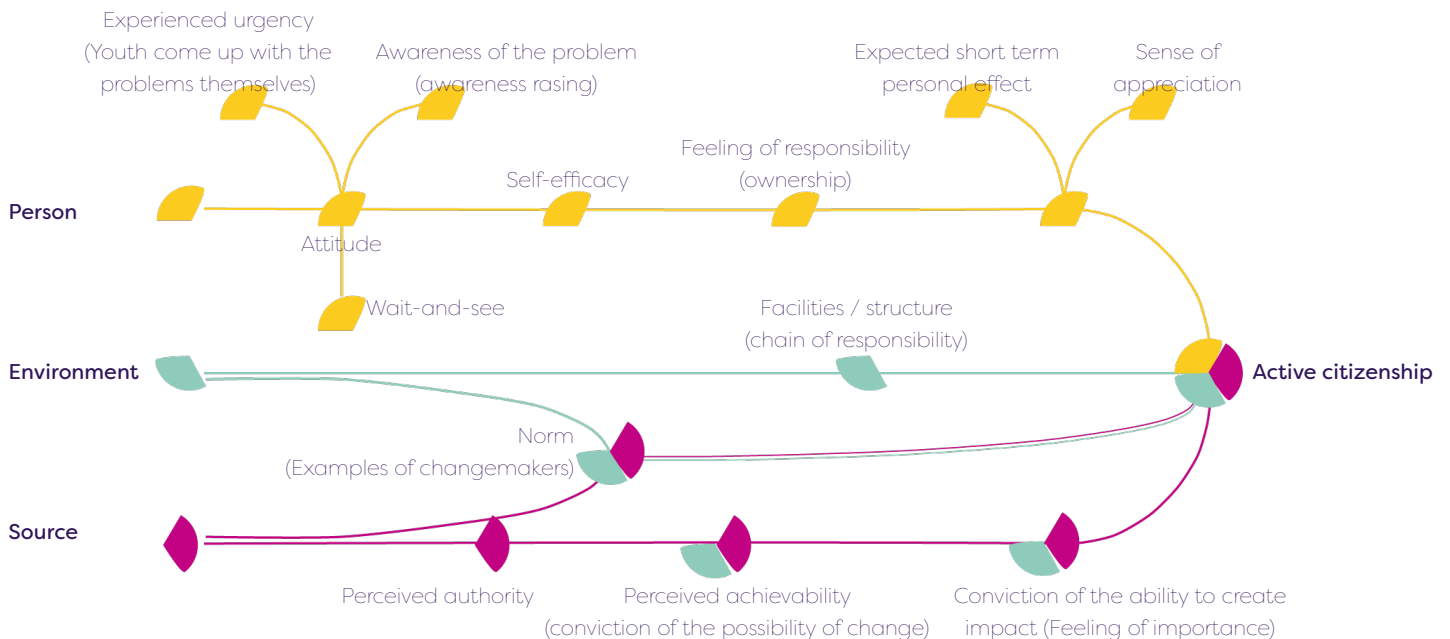 Experienced urgency
(Youth come up with the
problems themselves)
Awareness of the problem
(awareness rasing)
Expected short term
personal effect
Sense of
appreciation
Feeling of responsibility
(ownership)
Self-efficacy
Person
Attitude
Wait-and-see
Facilities / structure
(chain of responsibility)
Environment
Active citizenship
Norm
(Examples of changemakers)
Source
Perceived authority
Perceived achievability
(conviction of the possibility of change)
Conviction of the ability to create
impact (Feeling of importance)